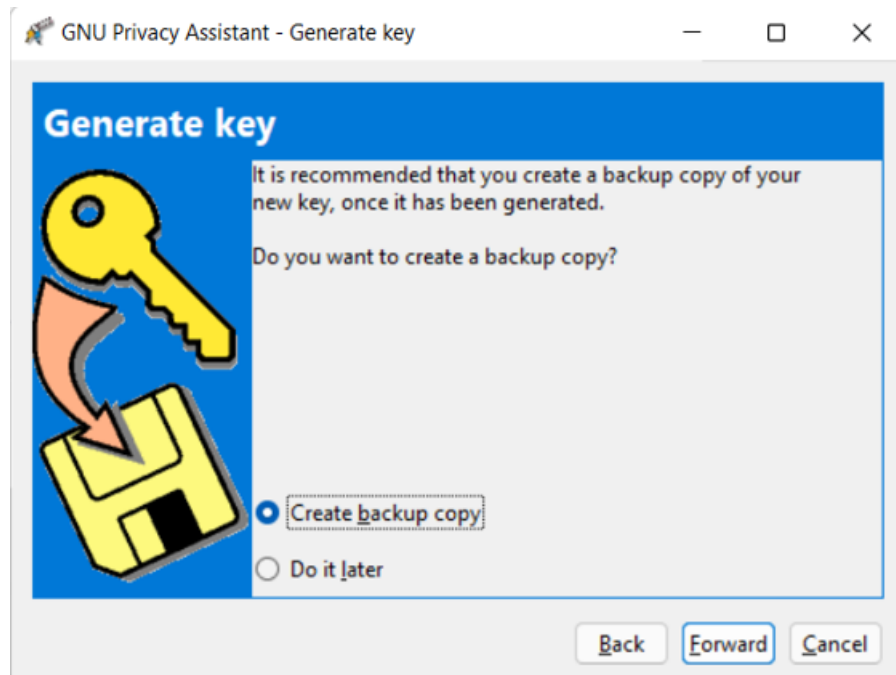 GNU Privacy Assistant - Generate key
Generate key
It is recommended that you create a backup copy of your
new key, once it has been generated.
Do you want to create a backup copy?
Create backup copy
Do it later
Back Forward Cancel